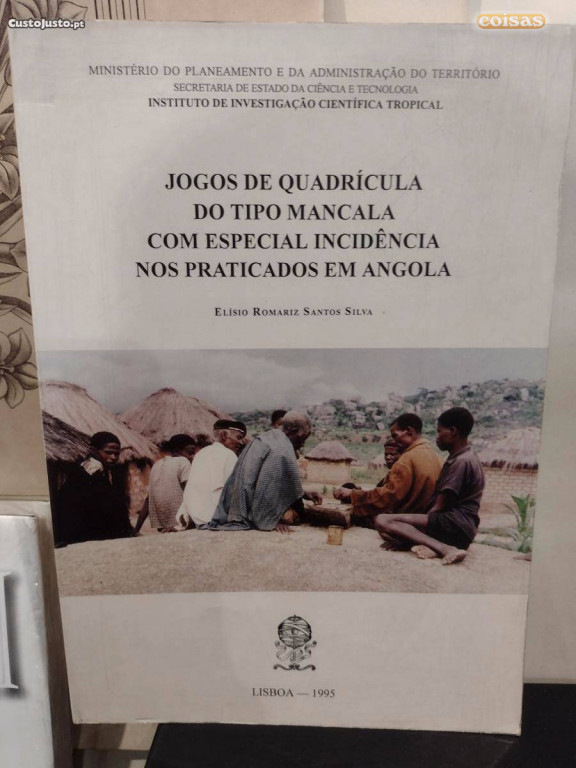 CustoJusto.pt
coisas
MINISTÉRIO DO PLANEAMENTO E DA ADMINISTRAÇÃO DO TERRITÓRIO
SECRETARIA DE ESTADO DA CIÊNCIA E TECNOLOGIA
INSTITUTO DE INVESTIGAÇÃO CIENTÍFICA TROPICAL
JOGOS DE QUADRÍCULA
DO TIPO MANCALA
COM ESPECIAL INCIDÊNCIA
NOS PRATICADOS EM ANGOLA
ELÍSIO ROMARIZ SANTOS SILVA
LISBOA — 1995